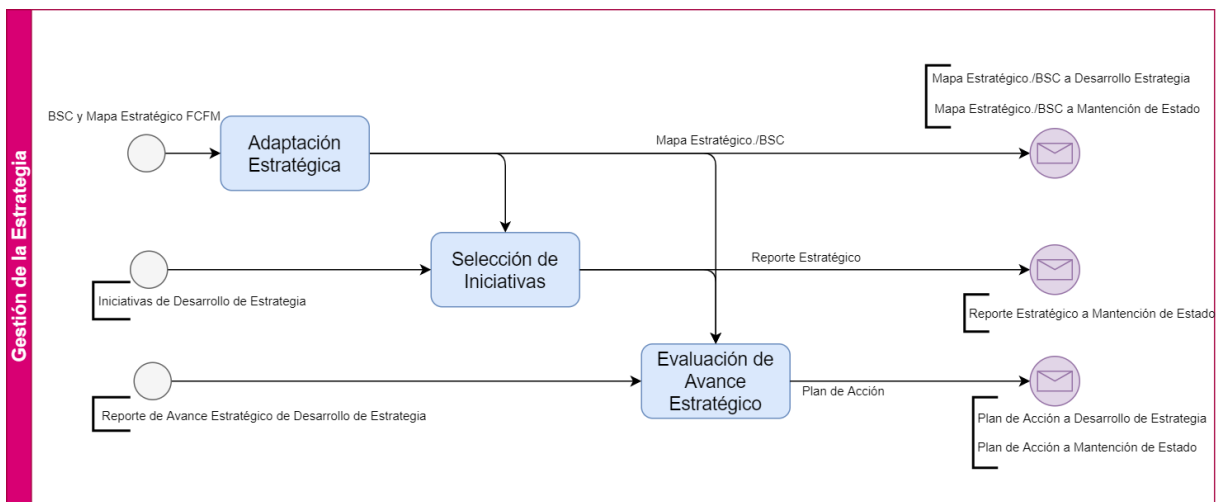 Gestión de la Estrategia
BSC y Mapa Estratégico FCFM
Adaptación
Estratégica
Mapa Estratégico./BSC
Mapa Estratégico./BSC a Desarrollo Estrategia
Mapa Estratégico./BSC a Mantención de Estado
Selección de
Iniciativas
Reporte Estratégico
Iniciativas de Desarrollo de Estrategia
Reporte Estratégico a Mantención de Estado
Evaluación de
Avance
Estratégico
Plan de Acción
Reporte de Avance Estratégico de Desarrollo de Estrategia
Plan de Acción a Desarrollo de Estrategia
Plan de Acción a Mantención de Estado